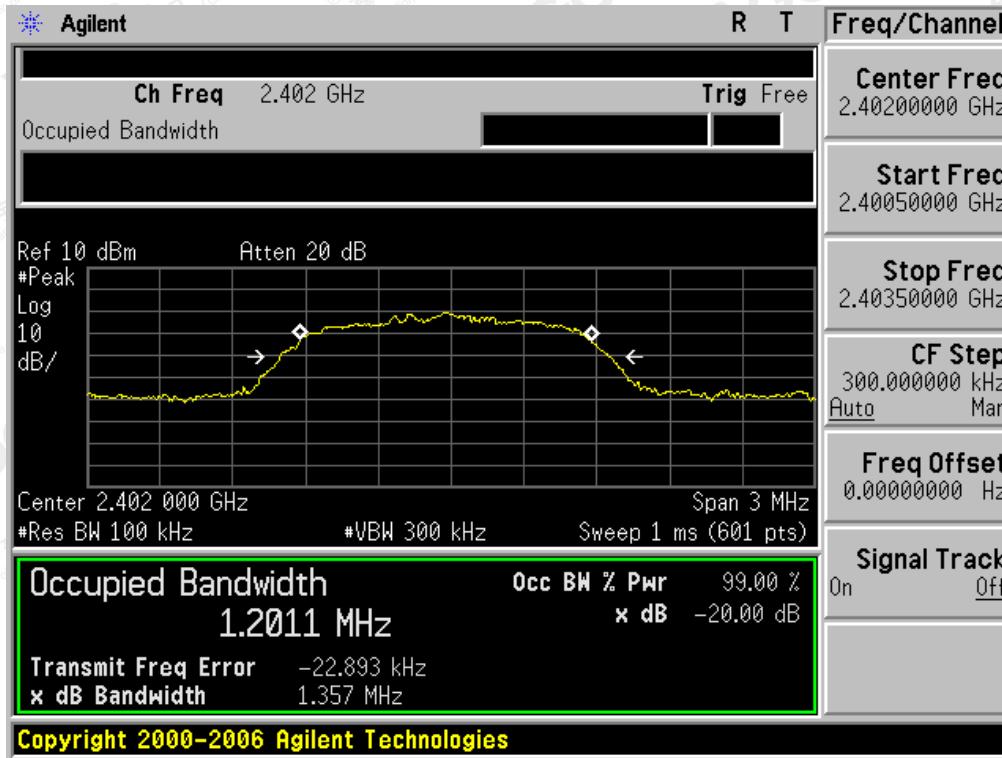 Agilent R T
Ch Freq 2.402 GHz Trig Free
Occupied Bandwidth
Ref 10 dBm Atten 20 dB
#Peak
Log
10
dB/
Center 2.402 000 GHz Span 3 MHz
#Res BW 100 kHz #VBW 300 kHz Sweep 1 ms (601 pts)
Occupied Bandwidth Occ BW % Pwr 99.00 %
1.2011 MHz x dB -20.00 dB
Transmit Freq Error -22.893 kHz
x dB Bandwidth 1.357 MHz
Copyright 2000-2006 Agilent Technologies
Freq/Channel
Center Freq
2.40200000 GHz
Start Freq
2.40050000 GHz
Stop Freq
2.40350000 GHz
CF Step
300.000000 kHz
Auto Man
Freq Offset
0.00000000 Hz
Signal Track
On Off